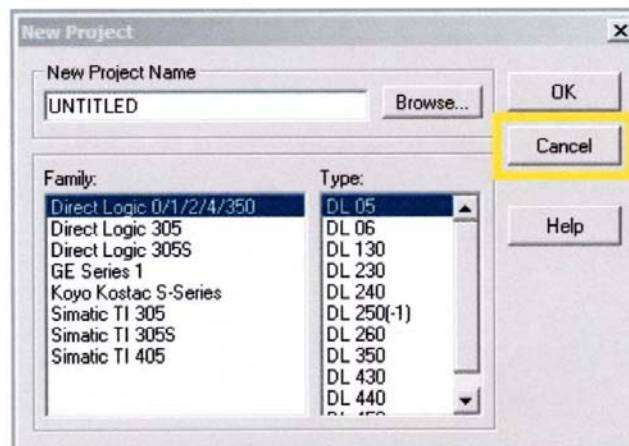 New Project
New Project Name
UNTITLED
Browse...
OK
Cancel
Help
Family:
Direct Logic 0/1/2/4/350
Direct Logic 305
Direct Logic 305S
GE Series 1
Koyo Kostac S-Series
Simatic TI 305
Simatic TI 305S
Simatic TI 405
Type:
DL 05
DL 06
DL 130
DL 230
DL 240
DL 250(-1)
DL 260
DL 350
DL 430
DL 440